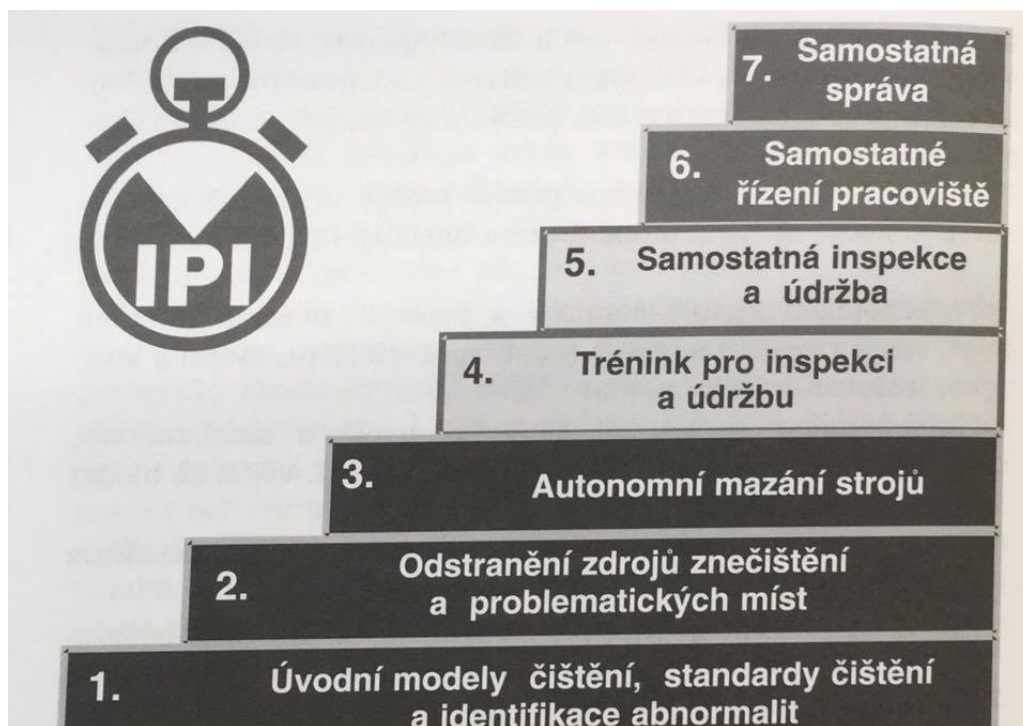 IPI
7. Samostatná
správa
6. Samostatné
řízení pracoviště
5. Samostatná inspekce
a údržba
4. Trénink pro inspekci
a údržbu
3. Autonomní mazání strojů
2. Odstranění zdrojů znečištění
a problematických míst
1. Úvodní modely čištění, standardy čištění
a identifikace abnormalit